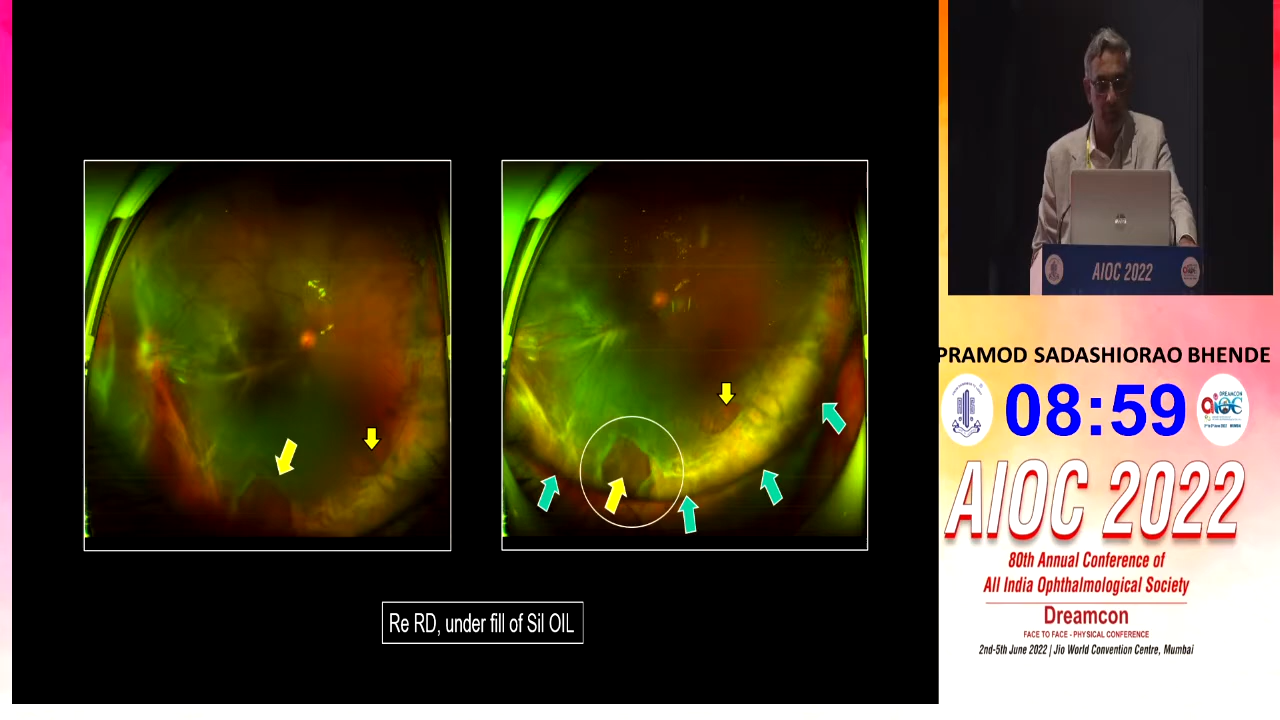 Re RD, under fill of Sil OIL
AIOC 2022
PRAMOD SADASHIORAO BHENDE
08:59
DREAMCON
aioc
AIOC 2022
80th Annual Conference of
All India Ophthalmological Society
Dreamcon
FACE TO FACE - PHYSICAL CONFERENCE
2nd-5th June 2022 | Jio World Convention Centre, Mumbai